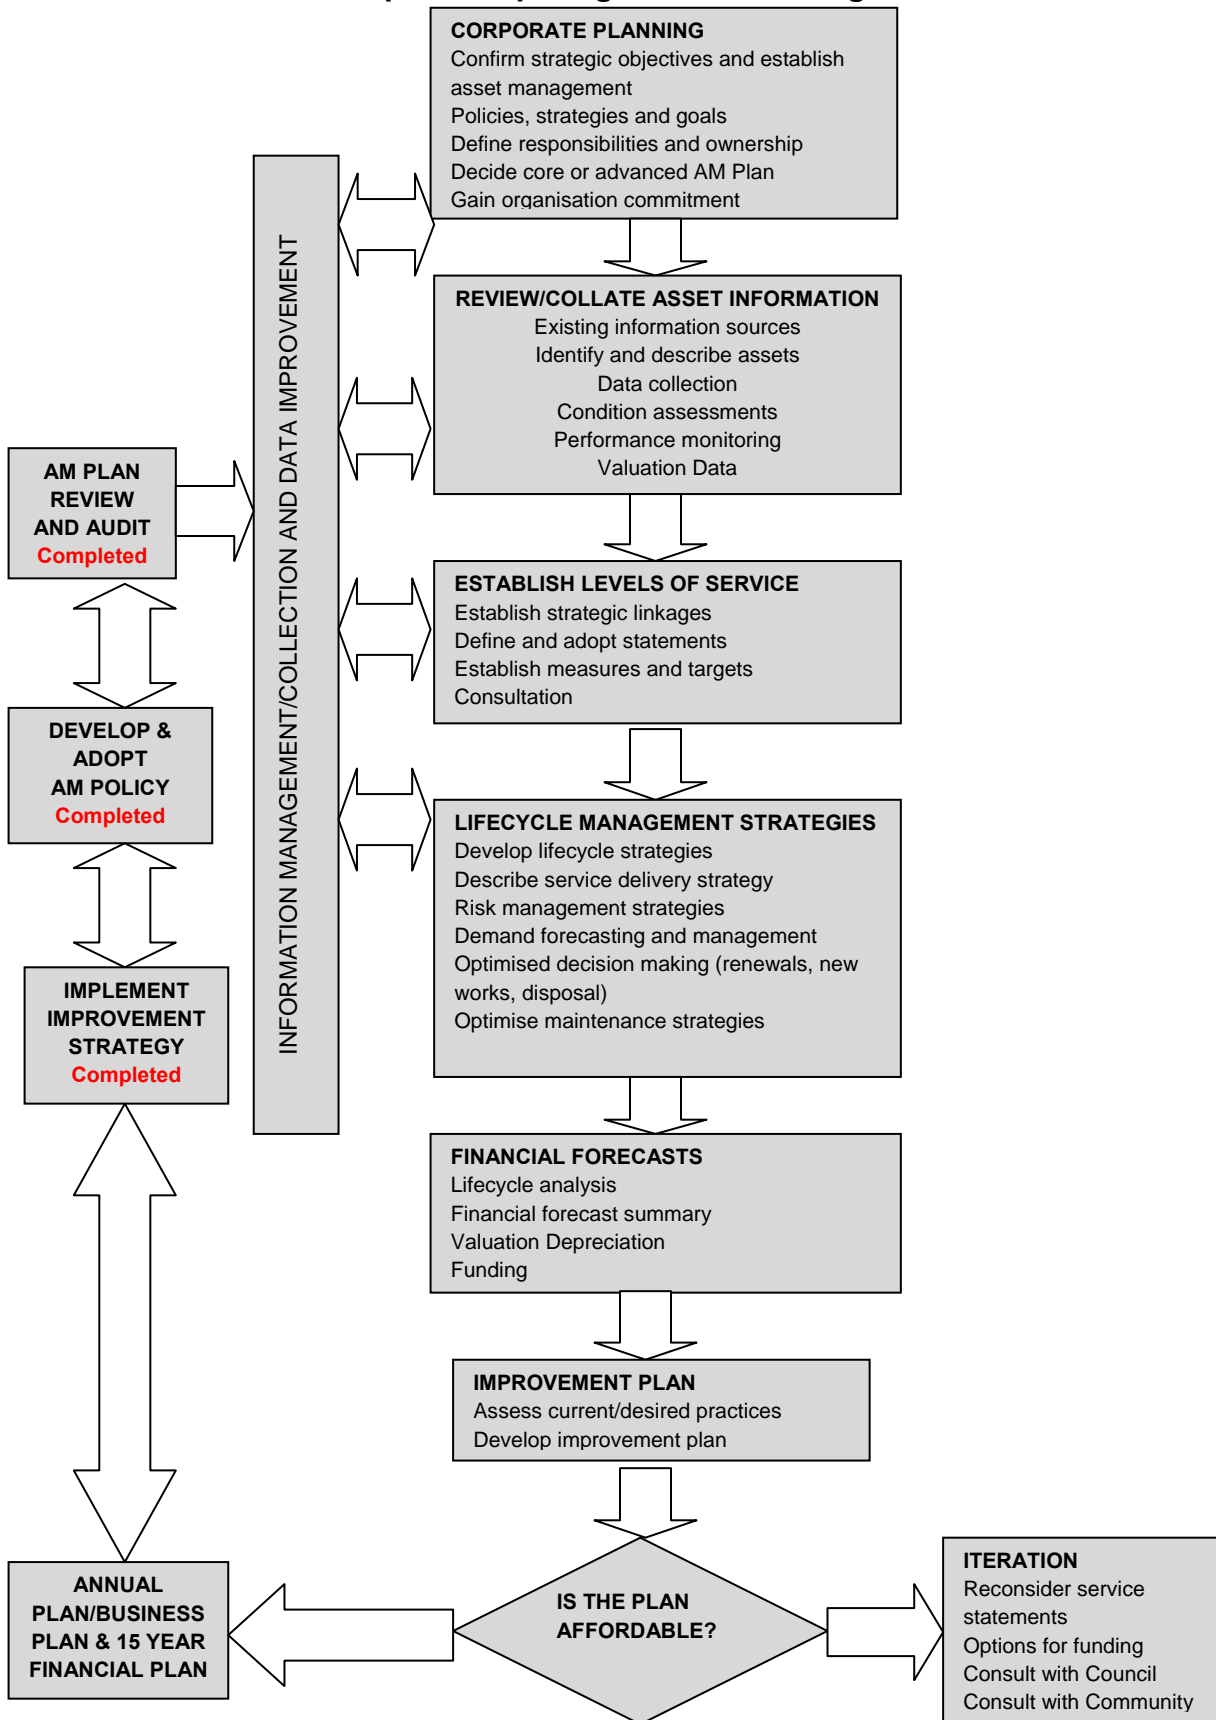 CORPORATE PLANNING
Confirm strategic objectives and establish
asset management
Policies, strategies and goals
Define responsibilities and ownership
Decide core or advanced AM Plan
Gain organisation commitment
INFORMATION MANAGEMENT/COLLECTION AND DATA IMPROVEMENT
REVIEW/COLLATE ASSET INFORMATION
Existing information sources
Identify and describe assets
Data collection
Condition assessments
Performance monitoring
Valuation Data
AM PLAN
REVIEW
AND AUDIT
Completed
ESTABLISH LEVELS OF SERVICE
Establish strategic linkages
Define and adopt statements
Establish measures and targets
Consultation
DEVELOP &
ADOPT
AM POLICY
Completed
LIFECYCLE MANAGEMENT STRATEGIES
Develop lifecycle strategies
Describe service delivery strategy
Risk management strategies
Demand forecasting and management
Optimised decision making (renewals, new
works, disposal)
Optimise maintenance strategies
IMPLEMENT
IMPROVEMENT
STRATEGY
Completed
FINANCIAL FORECASTS
Lifecycle analysis
Financial forecast summary
Valuation Depreciation
Funding
IMPROVEMENT PLAN
Assess current/desired practices
Develop improvement plan
IS THE PLAN
AFFORDABLE?
ANNUAL
PLAN/BUSINESS
PLAN & 15 YEAR
FINANCIAL PLAN
ITERATION
Reconsider service
statements
Options for funding
Consult with Council
Consult with Community